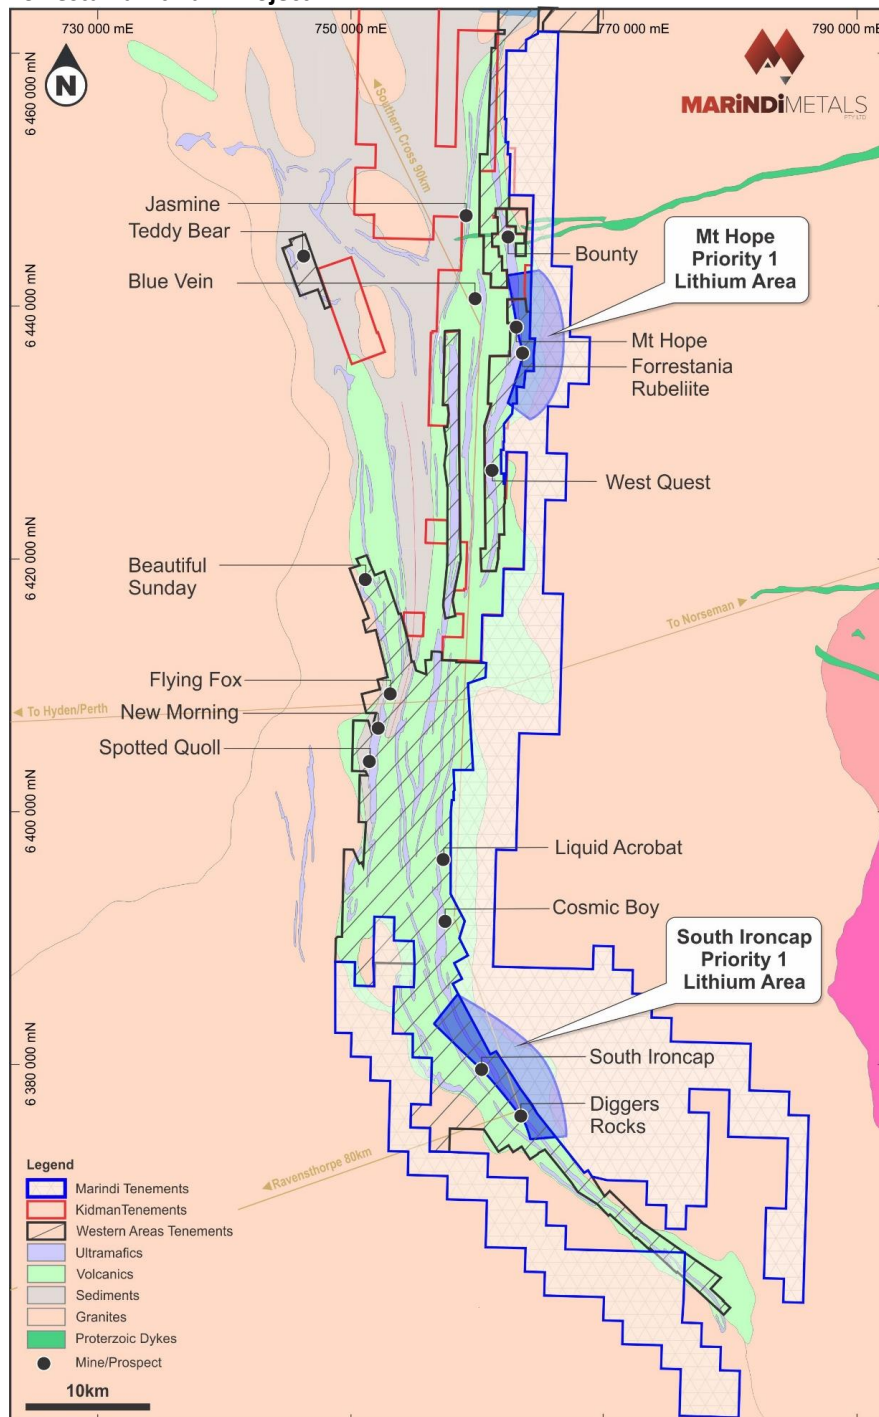 730 000 mE
750 000 mE
770 000 mE
790 000 mE
N
MARiNDiMETALS
PTY LTD
6 460 000 mN
Southern Cross 90km
Jasmine
Teddy Bear
Blue Vein
Bounty
Mt Hope
Priority 1
Lithium Area
6 440 000 mN
Mt Hope
Forrestania
Rubeliite
West Quest
6 420 000 mN
Beautiful
Sunday
To Norseman
Flying Fox
To Hyden/Perth
New Morning
Spotted Quoll
6 400 000 mN
Liquid Acrobat
Cosmic Boy
South Ironcap
Priority 1
Lithium Area
6 380 000 mN
South Ironcap
Diggers
Rocks
Ravensthorpe 80km
Legend
Marindi Tenements
KidmanTenements
Western Areas Tenements
Ultramafics
Volcanics
Sediments
Granites
Proterzoic Dykes
Mine/Prospect
10km